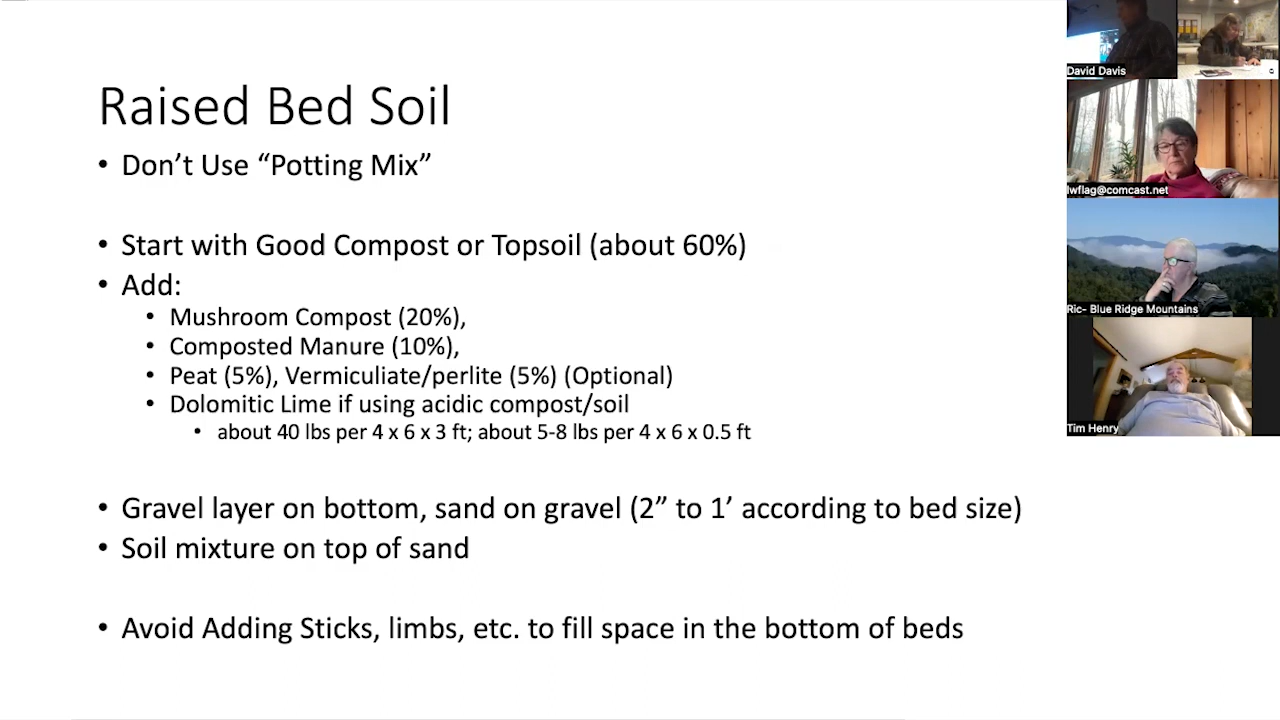 Raised Bed Soil
• Don’t Use “Potting Mix”
• Start with Good Compost or Topsoil (about 60%)
• Add:
• Mushroom Compost (20%),
• Composted Manure (10%),
• Peat (5%), Vermiculiate/perlite (5%) (Optional)
• Dolomitic Lime if using acidic compost/soil
• about 40 lbs per 4 x 6 x 3 ft; about 5-8 lbs per 4 x 6 x 0.5 ft
• Gravel layer on bottom, sand on gravel (2” to 1’ according to bed size)
• Soil mixture on top of sand
• Avoid Adding Sticks, limbs, etc. to fill space in the bottom of beds
David Davis
lwflag@comcast.net
Ric- Blue Ridge Mountains
Tim Henry